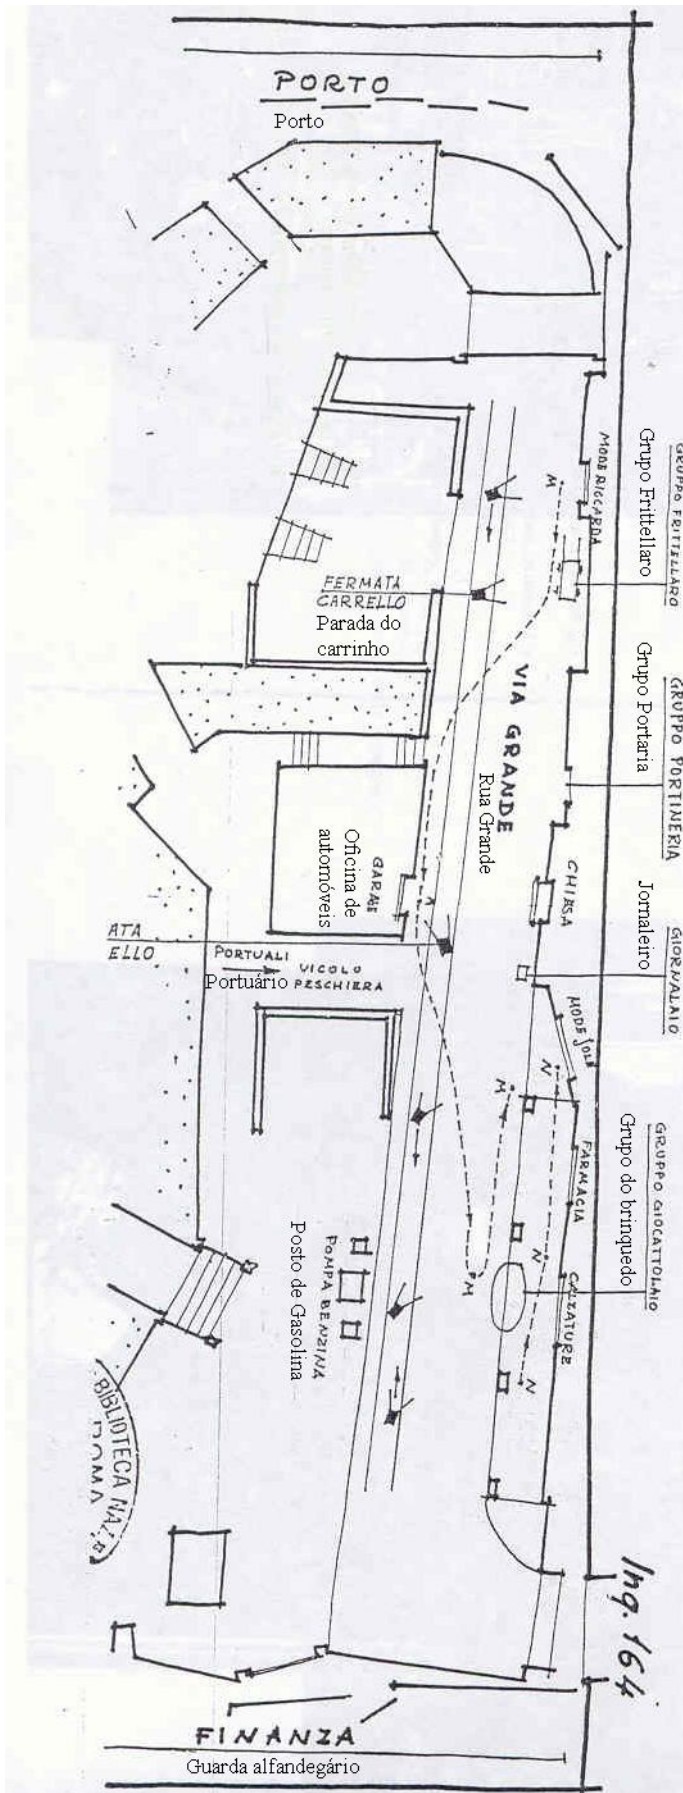 PORTO
Porto
MODE RICCARDA
GRUPPO FRITTELLARO
Grupo Frittellaro
M
FERMATA
CARRELLO
Parada do
carrinho
VIA GRANDE
Rua Grande
GRUPPO PORTINERIA
Grupo Portaria
GARAGE
Oficina de
automóveis
CHIESA
GIORNALAIO
Jornaleiro
ATA
ELLO
PORTUALI
Portuário
VICOLO
PESCHIERA
MODE SOLE
N
M
FARMACIA
GRUPPO GIOCATTOLAIO
Grupo do brinquedo
N
M
CALZATURE
N
POMPA BENZINA
Posto de Gasolina
BIBLIOTECA NAZ
ROMA
Inq. 164
FINANZA
Guarda alfandegário